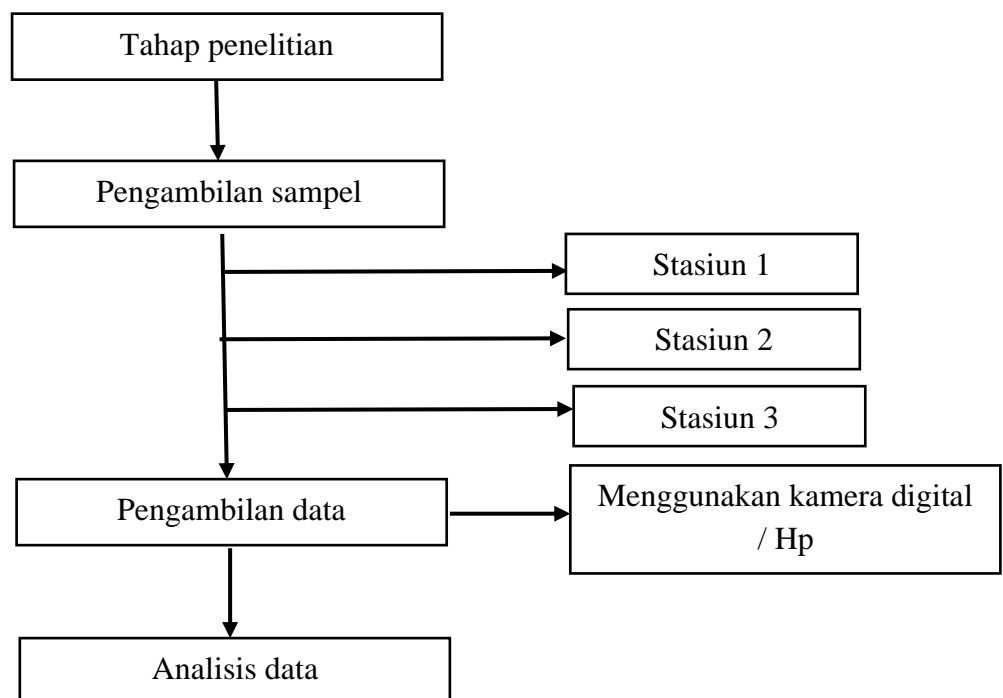 Tahap penelitian
Pengambilan sampel
Stasiun 1
Stasiun 2
Stasiun 3
Pengambilan data
Menggunakan kamera digital
/ Hp
Analisis data